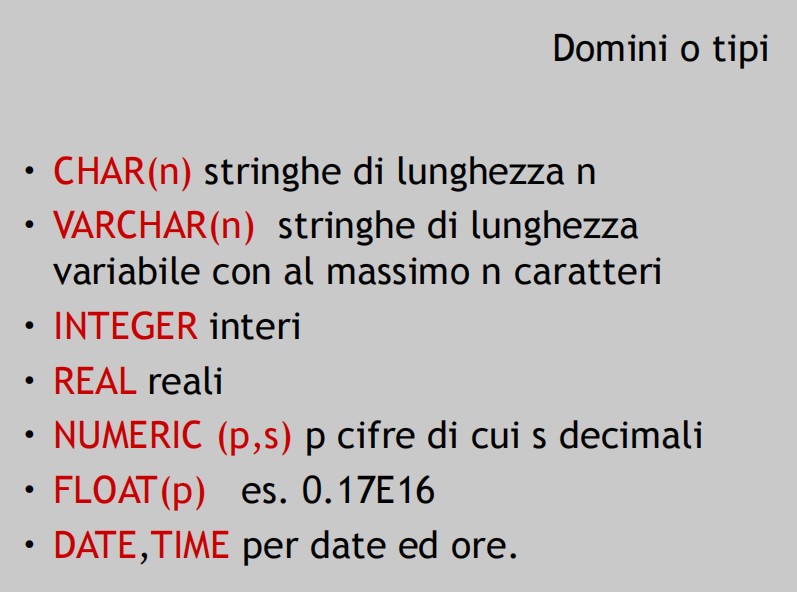 Domini o tipi
• CHAR(n) stringhe di lunghezza n
• VARCHAR(n) stringhe di lunghezza
variabile con al massimo n caratteri
• INTEGER interi
• REAL reali
• NUMERIC (p,s) p cifre di cui s decimali
• FLOAT(p) es. 0.17E16
• DATE,TIME per date ed ore.